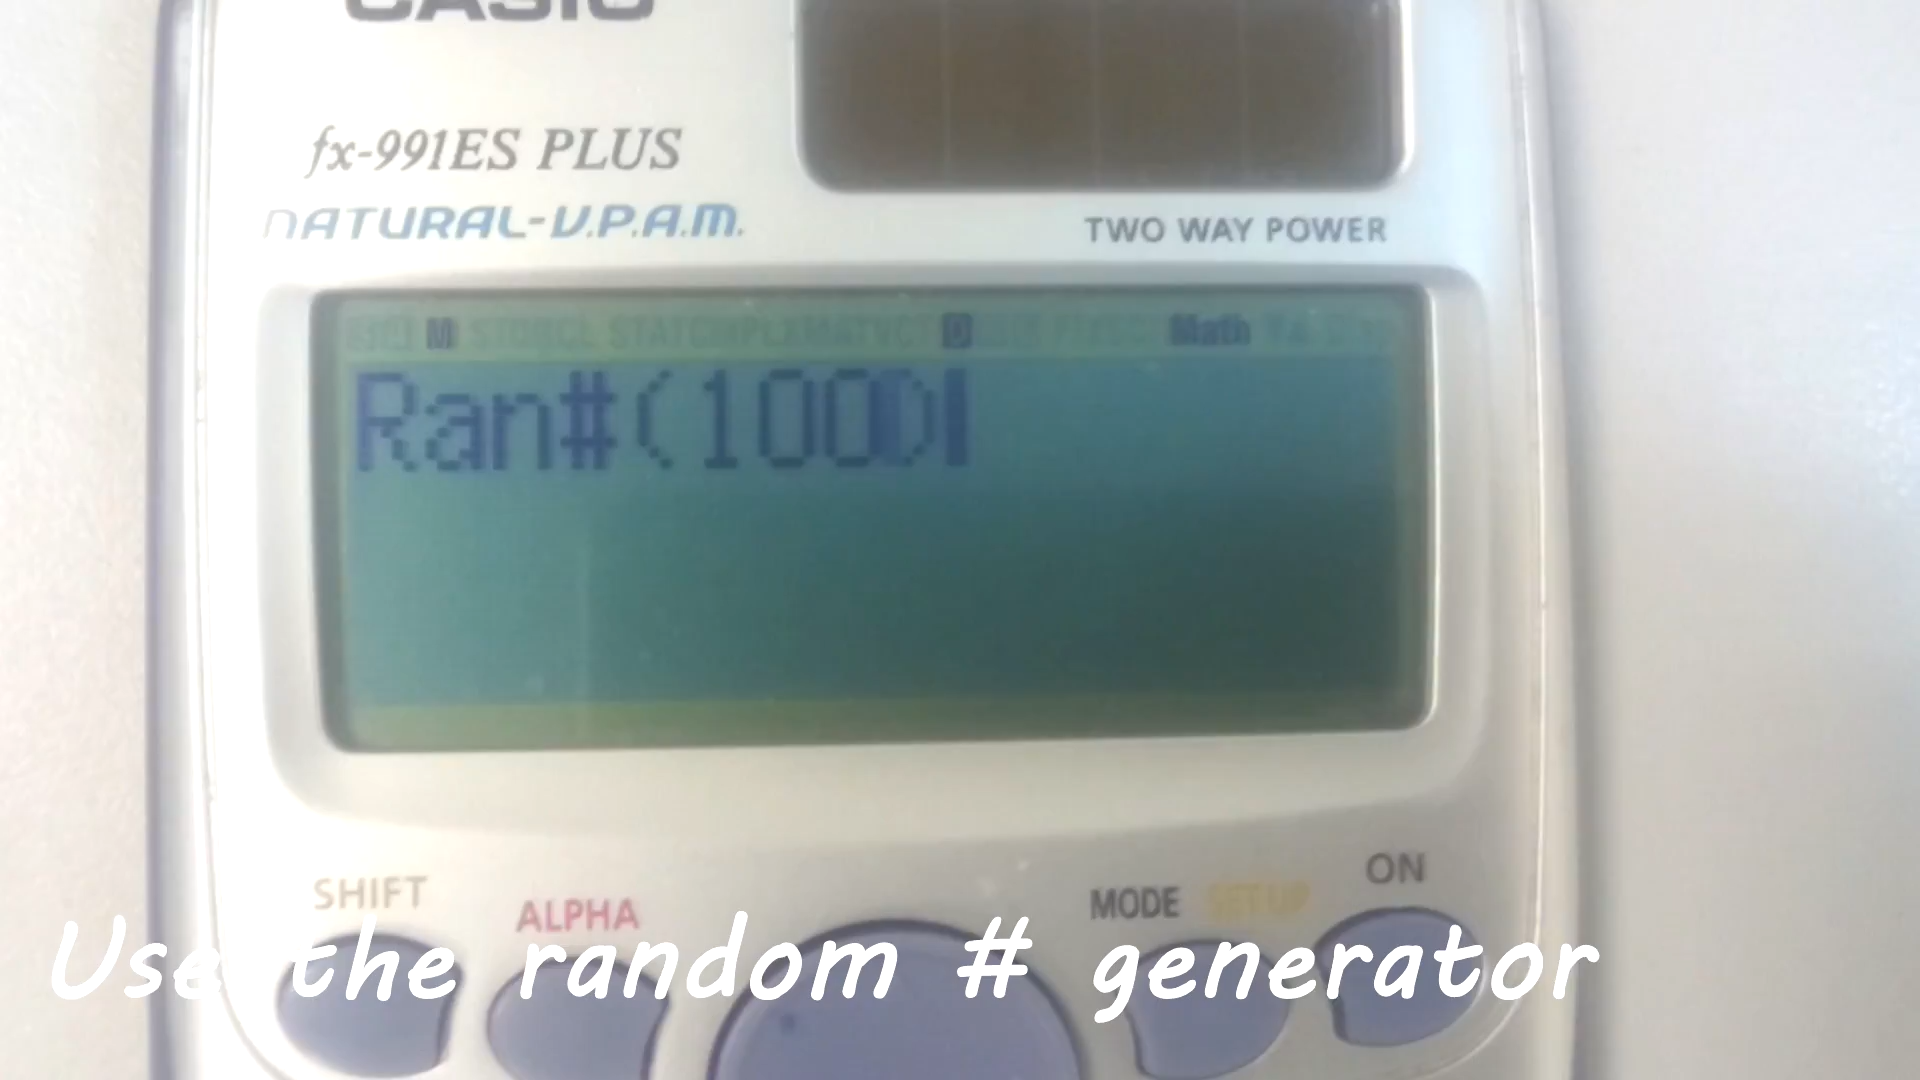 CASIO
fx-991ES PLUS
NATURAL-V.P.A.M.
TWO WAY POWER
M D Math
Ran#(100)
SHIFT
ALPHA
MODE SETUP
ON
Use the random # generator